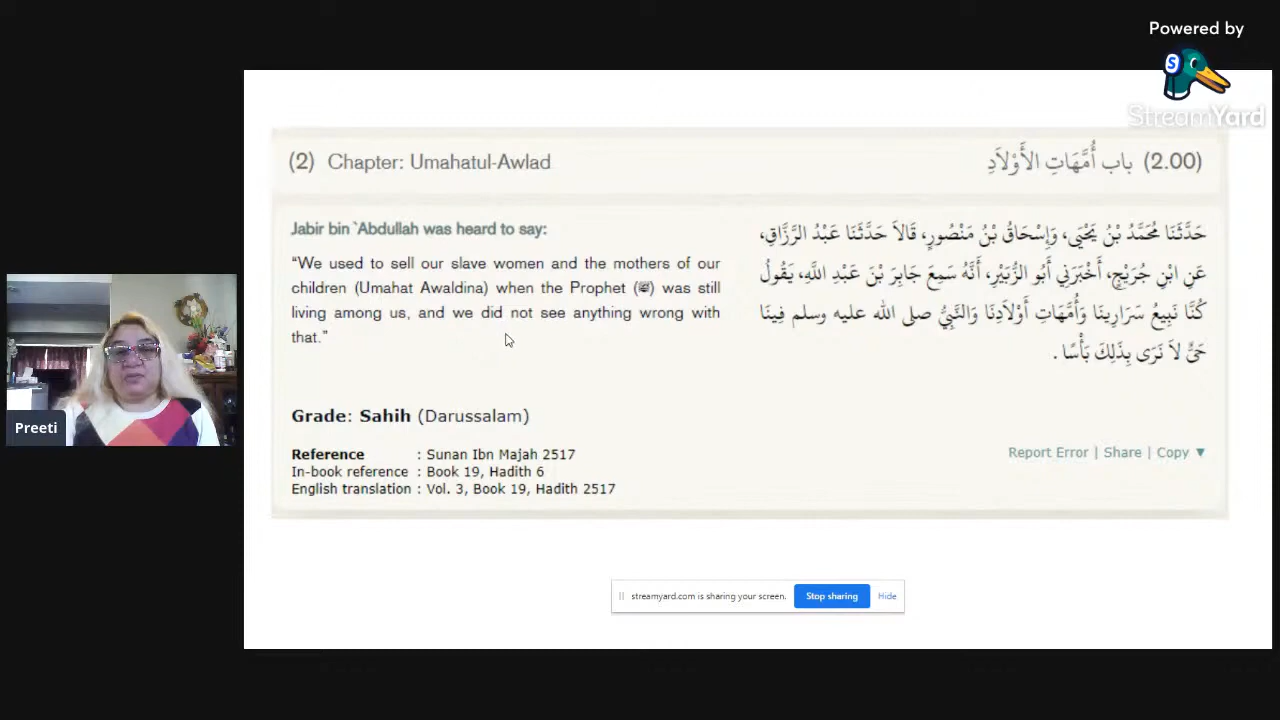 Powered by
S
StreamYard
(2) Chapter: Umahatul-Awlad
(2.00) باب أُمَّهَاتِ الأَوْلاَدِ
Jabir bin `Abdullah was heard to say:
“We used to sell our slave women and the mothers of our
children (Umahat Awaldina) when the Prophet (ﷺ) was still
living among us, and we did not see anything wrong with
that.”
حَدَّثَنَا مُحَمَّدُ بْنُ يَحْيَى، وَإِسْحَاقُ بْنُ مَنْصُورٍ، قَالاَ حَدَّثَنَا عَبْدُ الرَّزَّاقِ،
عَنِ ابْنِ جُرَيْجٍ، أَخْبَرَنِي أَبُو الزُّبَيْرِ، أَنَّهُ سَمِعَ جَابِرَ بْنَ عَبْدِ اللَّهِ، يَقُولُ
كُنَّا نَبِيعُ سَرَارِيَنَا وَأُمَّهَاتِ أَوْلاَدِنَا وَالنَّبِيُّ صلى الله عليه وسلم فِينَا
حَىٌّ لاَ نَرَى بِذَلِكَ بَأْسًا .
Grade: Sahih (Darussalam)
Reference : Sunan Ibn Majah 2517
In-book reference : Book 19, Hadith 6
English translation : Vol. 3, Book 19, Hadith 2517
Report Error | Share | Copy ▼
Preeti
streamyard.com is sharing your screen. Stop sharing Hide